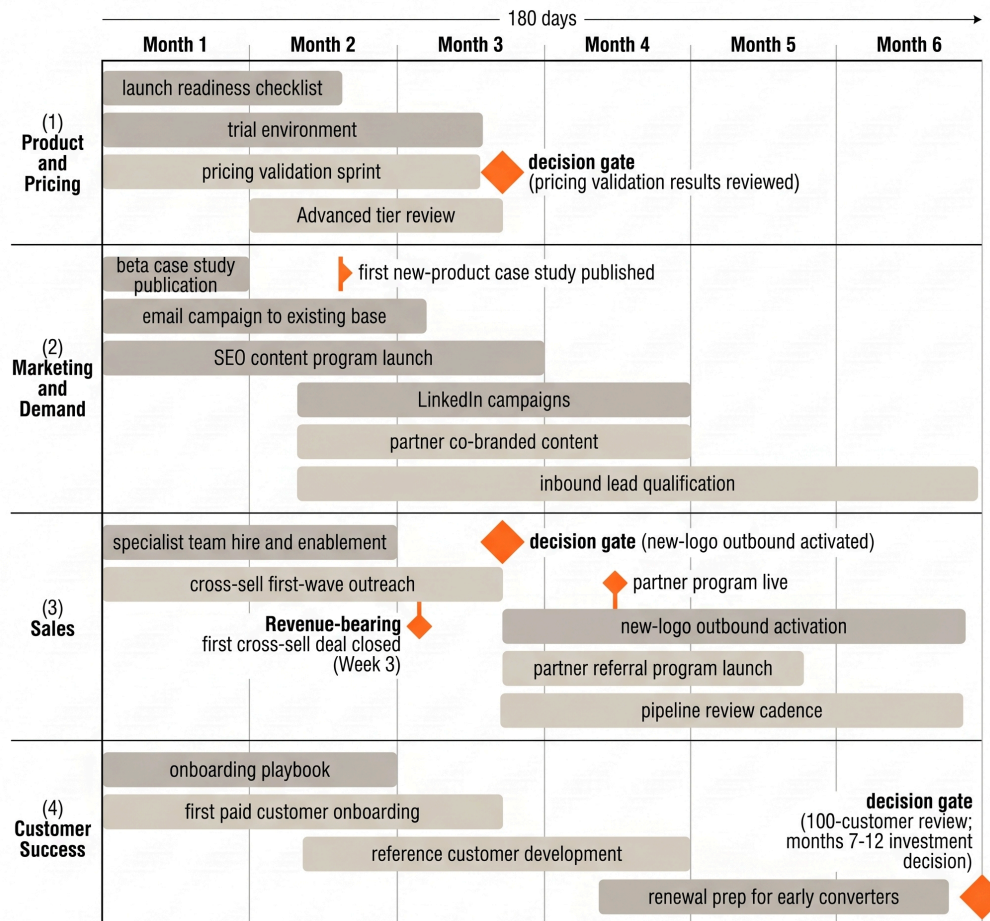 180 days
Month 1
Month 2
Month 3
Month 4
Month 5
Month 6
(1)
Product
and
Pricing
launch readiness checklist
trial environment
pricing validation sprint
decision gate
(pricing validation results reviewed)
Advanced tier review
(2)
Marketing
and
Demand
beta case study
publication
first new-product case study published
email campaign to existing base
SEO content program launch
LinkedIn campaigns
partner co-branded content
inbound lead qualification
(3)
Sales
specialist team hire and enablement
decision gate (new-logo outbound activated)
cross-sell first-wave outreach
partner program live
Revenue-bearing
first cross-sell deal closed
(Week 3)
new-logo outbound activation
partner referral program launch
pipeline review cadence
(4)
Customer
Success
onboarding playbook
first paid customer onboarding
reference customer development
decision gate
(100-customer review;
months 7-12 investment
decision)
renewal prep for early converters